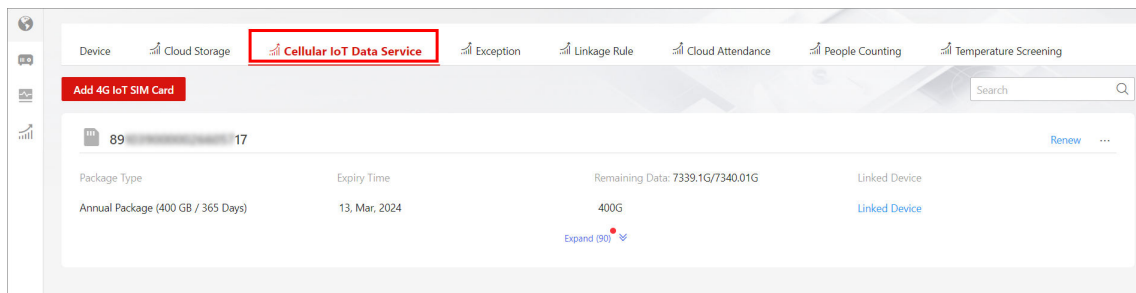 Device Cloud Storage Cellular IoT Data Service Exception Linkage Rule Cloud Attendance People Counting Temperature Screening
Add 4G IoT SIM Card Search
89 17 Renew ...
Package Type Expiry Time Remaining Data: 7339.1G/7340.01G Linked Device
Annual Package (400 GB / 365 Days) 13, Mar, 2024 400G Linked Device
Expand (90)